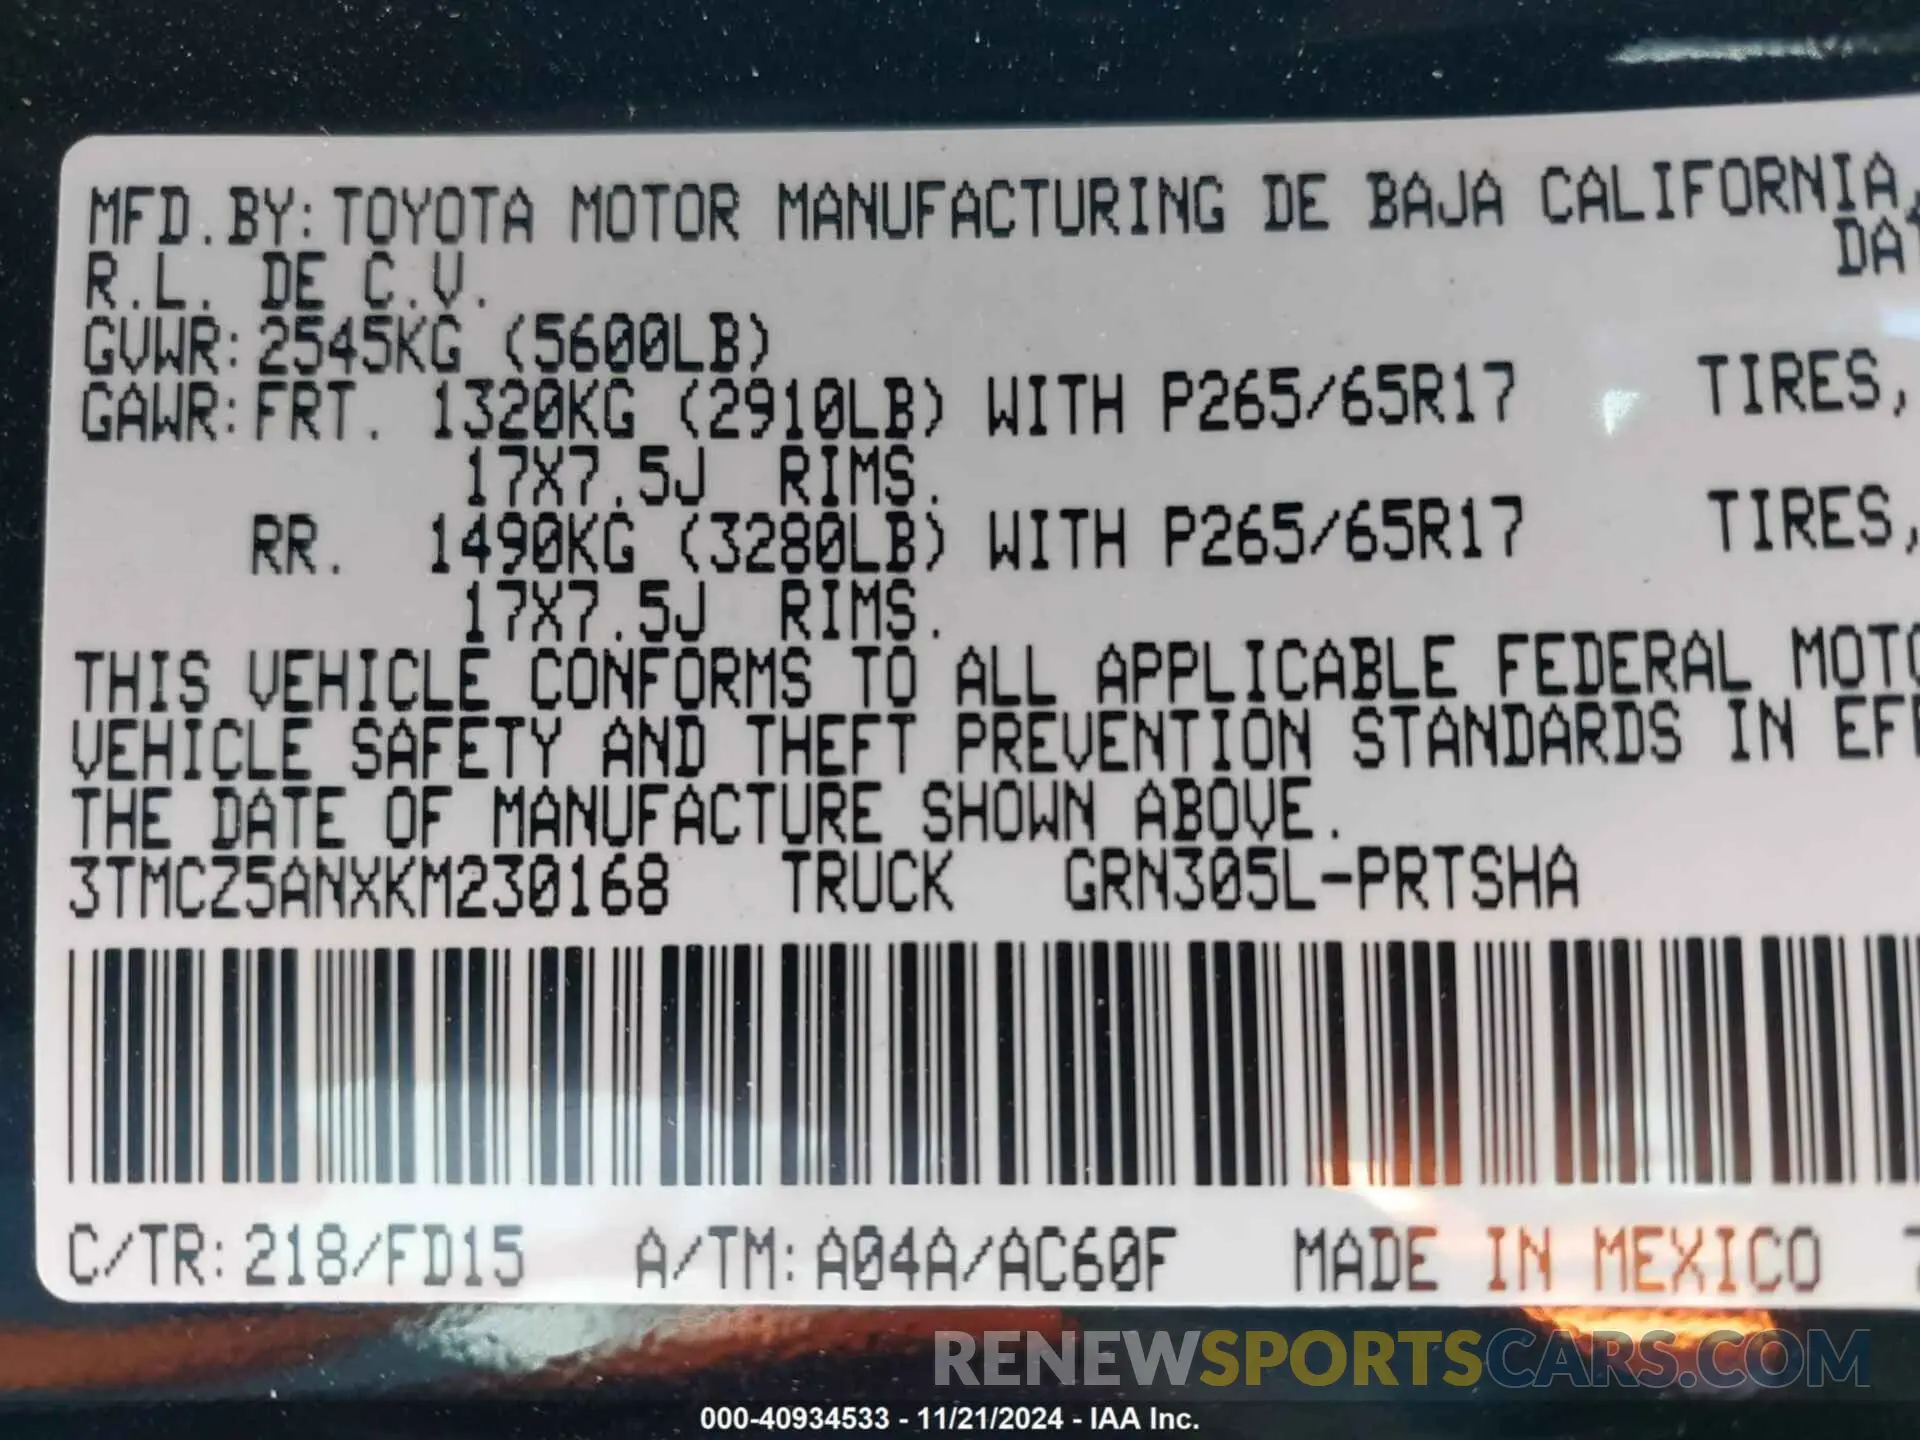 MFD.BY:TOYOTA MOTOR MANUFACTURING DE BAJA CALIFORNIA,
R.L. DE C.V.
GVWR:2545KG (5600LB)
GAWR:FRT. 1320KG (2910LB) WITH P265/65R17 TIRES,
17X7.5J RIMS.
RR. 1490KG (3280LB) WITH P265/65R17 TIRES,
17X7.5J RIMS.
THIS VEHICLE CONFORMS TO ALL APPLICABLE FEDERAL
VEHICLE SAFETY AND THEFT PREVENTION STANDARDS IN
THE DATE OF MANUFACTURE SHOWN ABOVE.
3TMCZ5ANXKM230168 TRUCK GRN305L-PRTSHA
C/TR:218/FD15 A/TM:A04A/AC60F MADE IN MEXICO
RENEWSPORTSCARS.COM
000-40934533 - 11/21/2024 - IAA Inc.